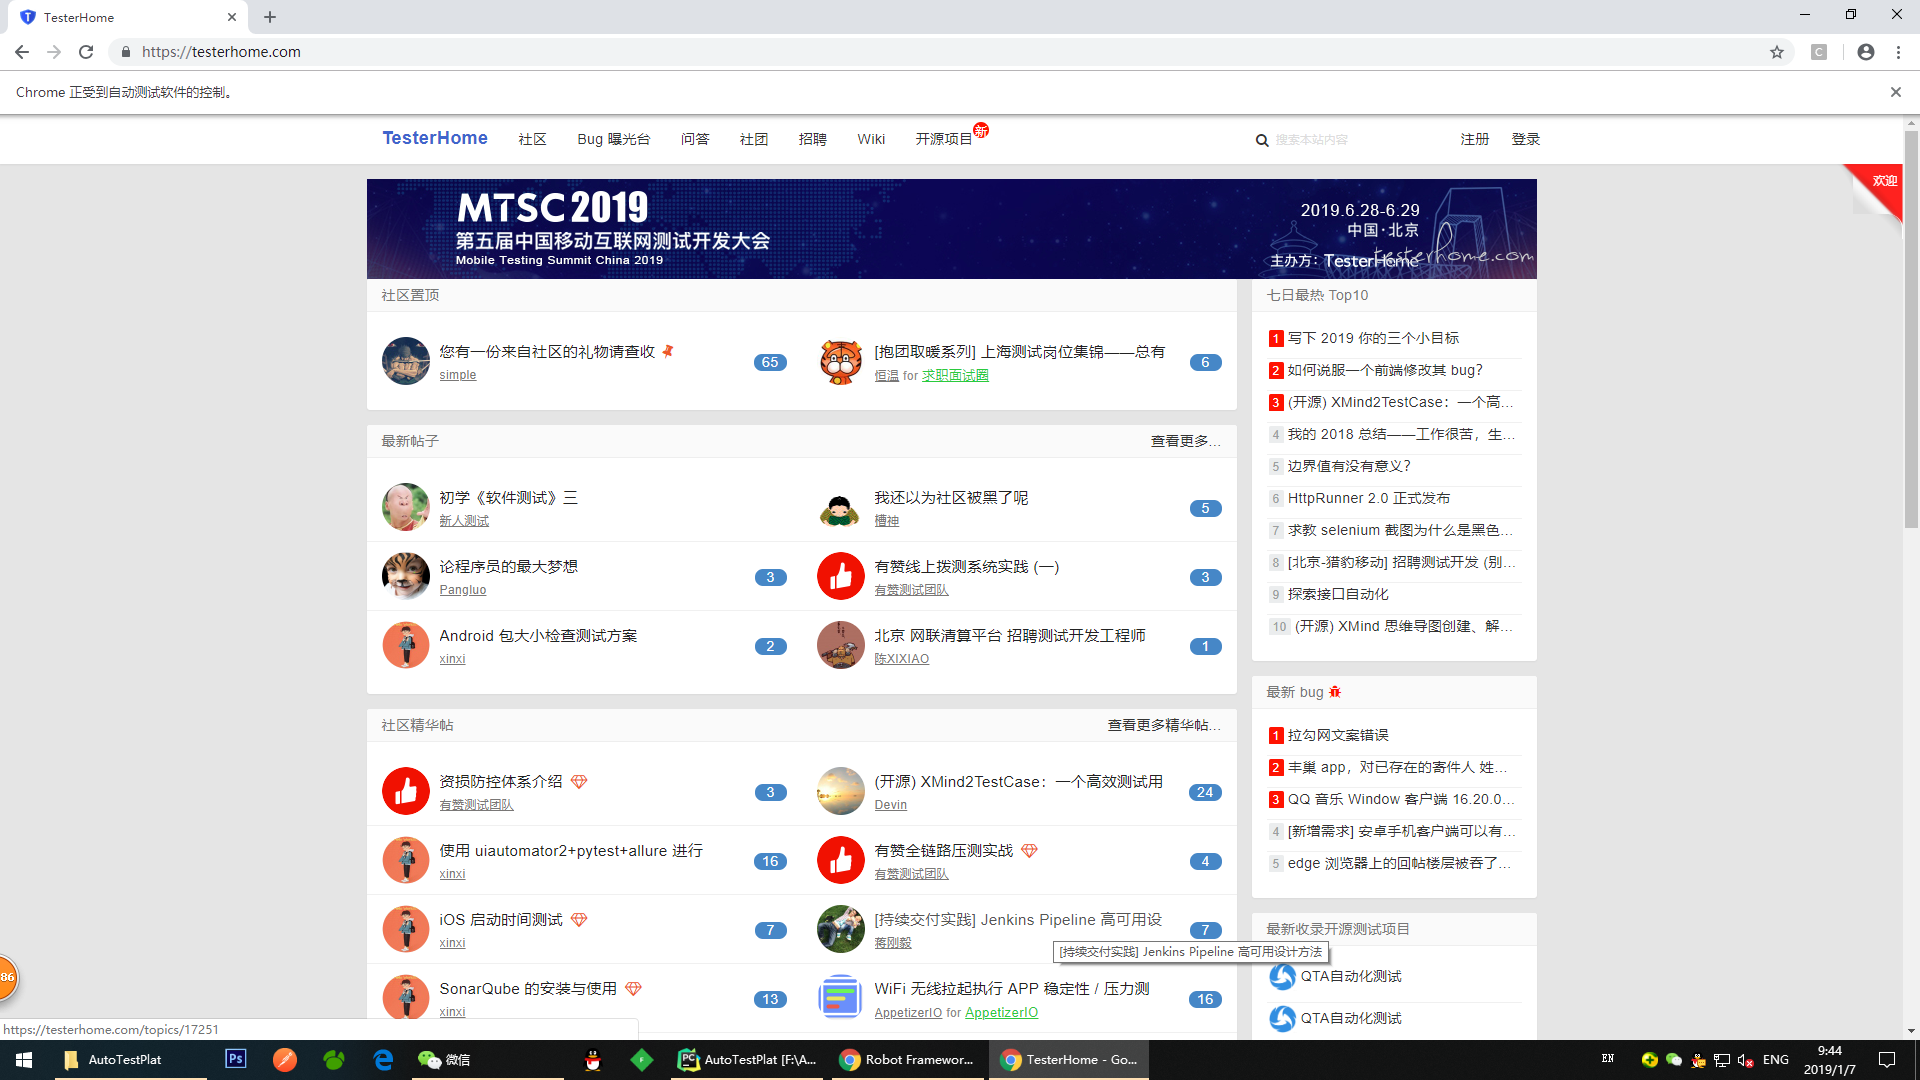 TesterHome
https://testerhome.com
C
Chrome 正受到自动测试软件的控制。
TesterHome
社区
Bug 曝光台
问答
社团
招聘
Wiki
开源项目
新
搜索本站内容
注册
登录
欢迎
MTSC 2019
第五届中国移动互联网测试开发大会
Mobile Testing Summit China 2019
2019.6.28-6.29
中国·北京
主办方：TesterHome
testerhome.com
社区置顶
您有一份来自社区的礼物请查收
65
simple
[抱团取暖系列] 上海测试岗位集锦——总有
6
恒温 for 求职面试圈
最新帖子
查看更多...
初学《软件测试》三
新人测试
我还以为社区被黑了呢
5
槽神
论程序员的最大梦想
3
Pangluo
有赞线上拨测系统实践 (一)
3
有赞测试团队
Android 包大小检查测试方案
2
xinxi
北京 网联清算平台 招聘测试开发工程师
1
陈XIXIAO
社区精华帖
查看更多精华帖...
资损防控体系介绍
3
有赞测试团队
(开源) XMind2TestCase：一个高效测试用
24
Devin
使用 uiautomator2+pytest+allure 进行
16
xinxi
有赞全链路压测实战
4
有赞测试团队
iOS 启动时间测试
7
xinxi
[持续交付实践] Jenkins Pipeline 高可用设
7
蒋刚毅
[持续交付实践] Jenkins Pipeline 高可用设计方法
SonarQube 的安装与使用
13
xinxi
WiFi 无线拉起执行 APP 稳定性 / 压力测
16
AppetizerIO for AppetizerIO
七日最热 Top10
1 写下 2019 你的三个小目标
2 如何说服一个前端修改其 bug?
3 (开源) XMind2TestCase：一个高...
4 我的 2018 总结——工作很苦，生...
5 边界值有没有意义?
6 HttpRunner 2.0 正式发布
7 求教 selenium 截图为什么是黑色...
8 [北京-猎豹移动] 招聘测试开发 (别...
9 探索接口自动化
10 (开源) XMind 思维导图创建、解...
最新 bug
1 拉勾网文案错误
2 丰巢 app，对已存在的寄件人 姓...
3 QQ 音乐 Window 客户端 16.20.0...
4 [新增需求] 安卓手机客户端可以有...
5 edge 浏览器上的回帖楼层被吞了...
最新收录开源测试项目
QTA自动化测试
QTA自动化测试
86
https://testerhome.com/topics/17251
AutoTestPlat
Ps
微信
PC
AutoTestPlat [F:\A...
Robot Framewor...
TesterHome - Go...
EN
ENG
9:44
2019/1/7